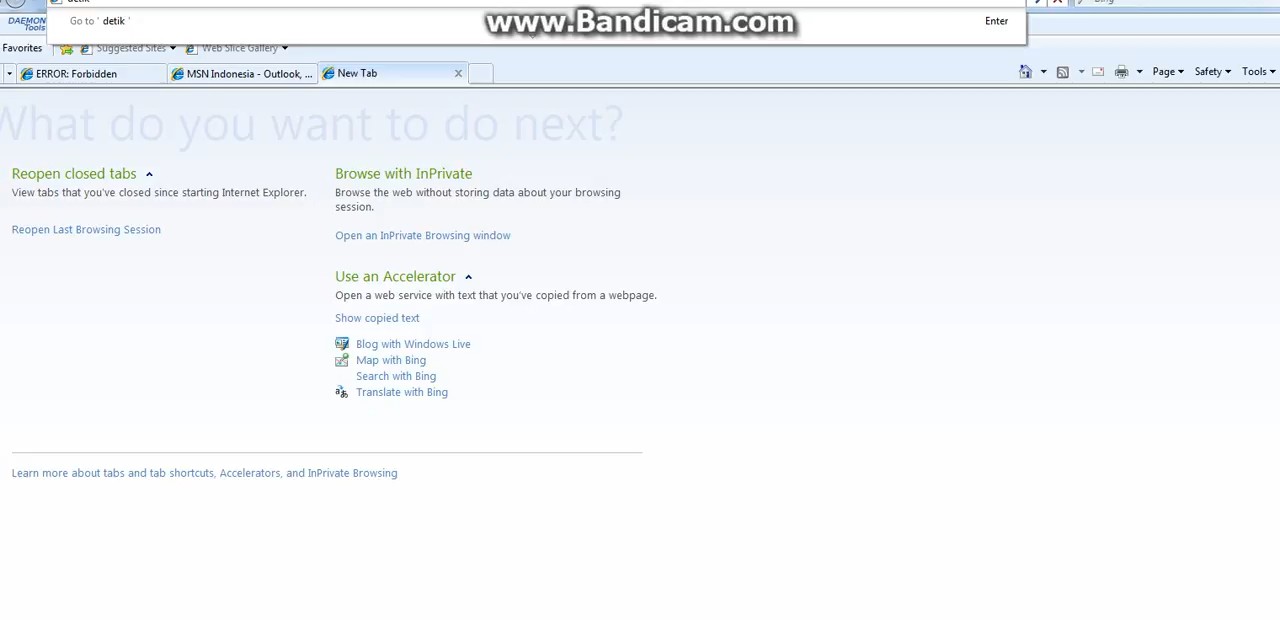 detik
Go to ' detik '
Enter
www.Bandicam.com
DAEMON
Tools
Favorites
Suggested Sites
Web Slice Gallery
ERROR: Forbidden
MSN Indonesia - Outlook, ...
New Tab
Page
Safety
Tools
What do you want to do next?
Reopen closed tabs
View tabs that you've closed since starting Internet Explorer.
Reopen Last Browsing Session
Browse with InPrivate
Browse the web without storing data about your browsing
session.
Open an InPrivate Browsing window
Use an Accelerator
Open a web service with text that you've copied from a webpage.
Show copied text
Blog with Windows Live
Map with Bing
Search with Bing
Translate with Bing
Learn more about tabs and tab shortcuts, Accelerators, and InPrivate Browsing